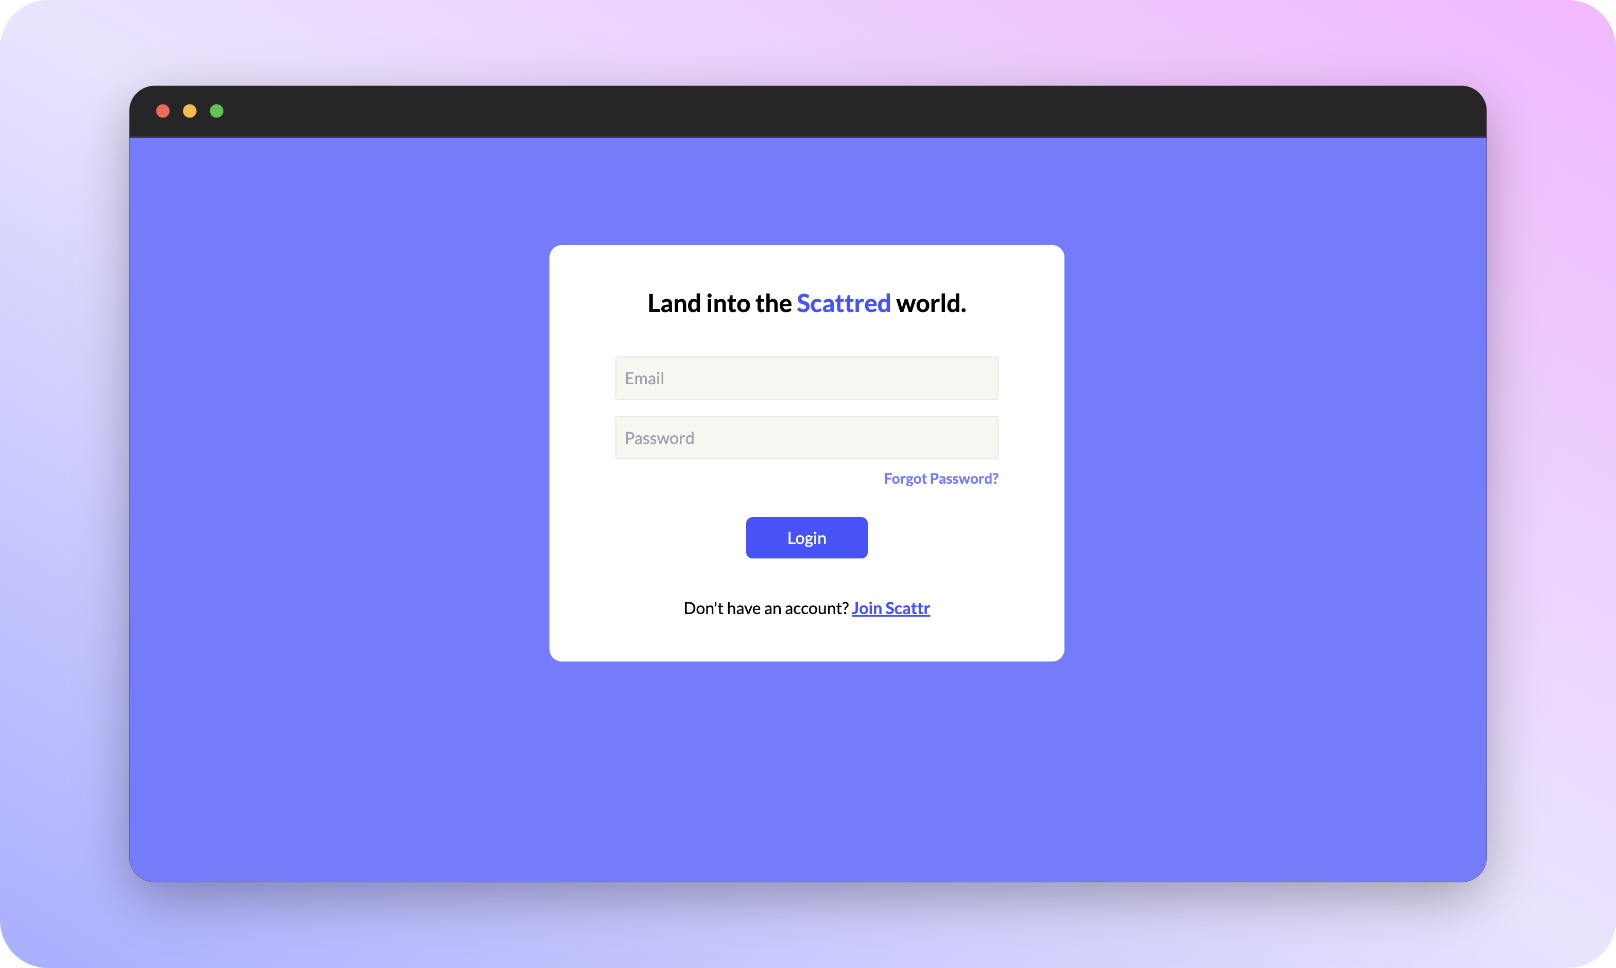 Land into the Scattred world.
Email
Password
Forgot Password?
Login
Don't have an account? Join Scattr